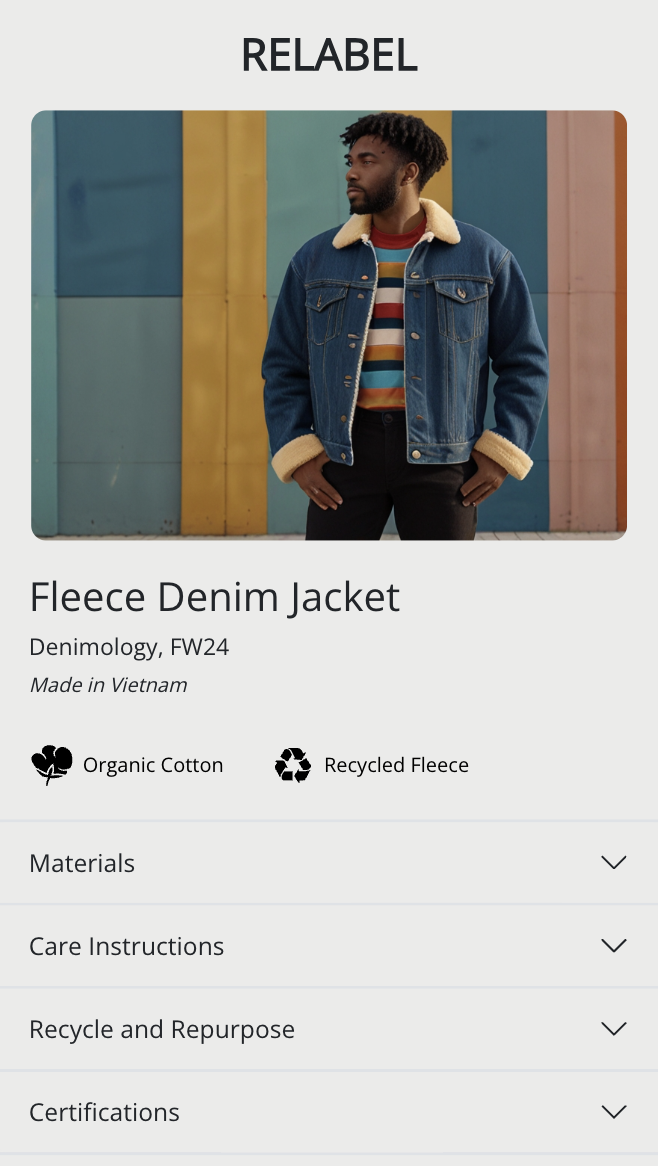 RELABEL
Fleece Denim Jacket
Denimology, FW24
Made in Vietnam
Organic Cotton
Recycled Fleece
Materials
Care Instructions
Recycle and Repurpose
Certifications